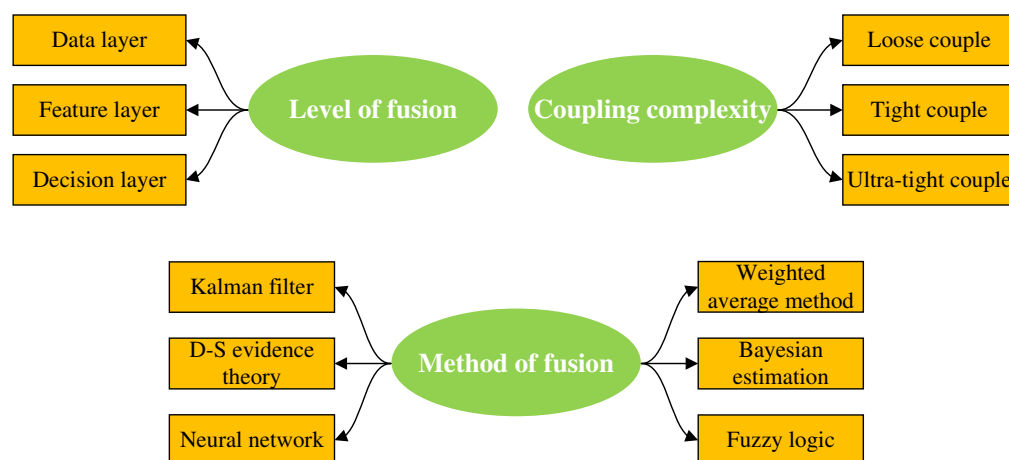 Data layer
Feature layer
Decision layer
Level of fusion
Coupling complexity
Loose couple
Tight couple
Ultra-tight couple
Kalman filter
D-S evidence
theory
Neural network
Method of fusion
Weighted
average method
Bayesian
estimation
Fuzzy logic